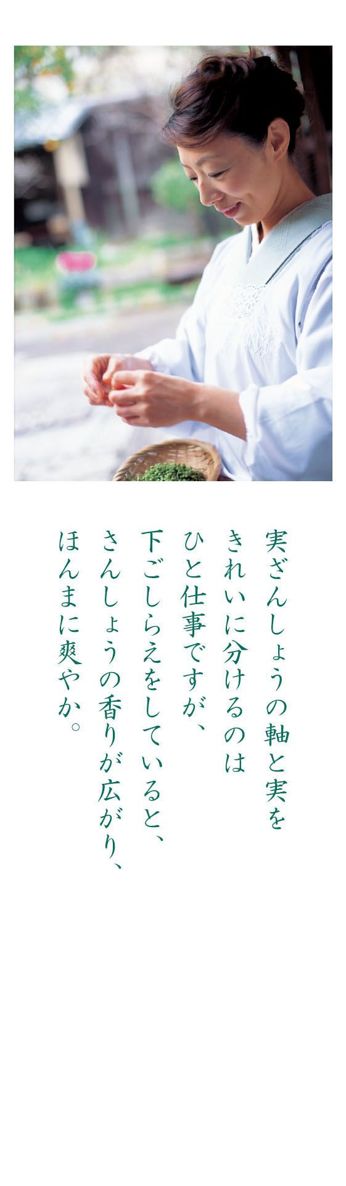 実ざんしょうの軸と実を
きれいに分けるのは
ひと仕事ですが、
下ごしらえをしていると、
さんしょうの香りが広がり、
ほんまに爽やか。